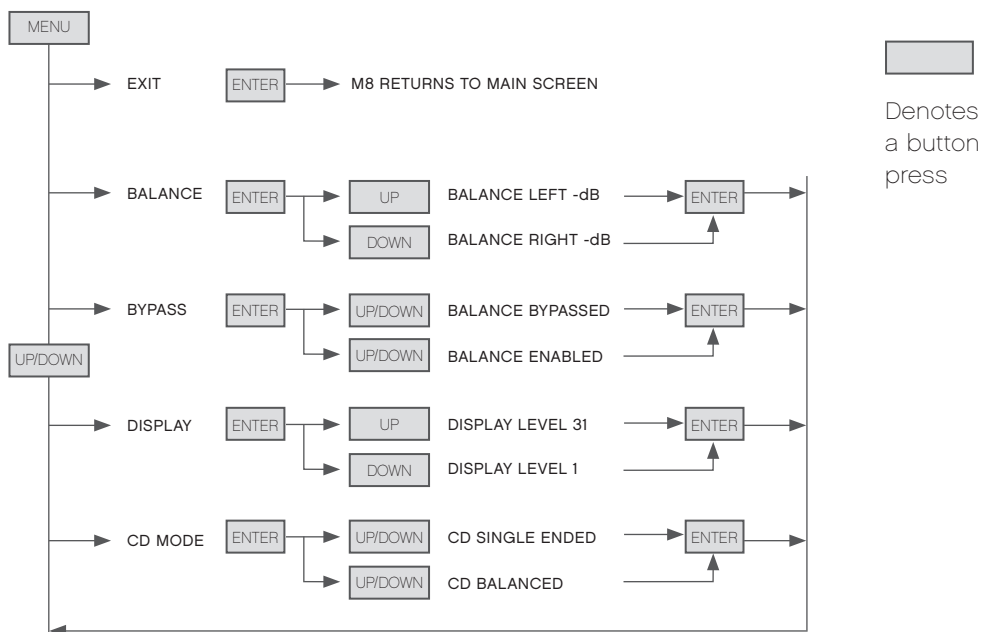 MENU
EXIT ENTER M8 RETURNS TO MAIN SCREEN
Denotes
a button
press
BALANCE ENTER UP BALANCE LEFT -dB ENTER
DOWN BALANCE RIGHT -dB
BYPASS ENTER UP/DOWN BALANCE BYPASSED ENTER
UP/DOWN UP/DOWN BALANCE ENABLED
DISPLAY ENTER UP DISPLAY LEVEL 31 ENTER
DOWN DISPLAY LEVEL 1
CD MODE ENTER UP/DOWN CD SINGLE ENDED ENTER
UP/DOWN CD BALANCED